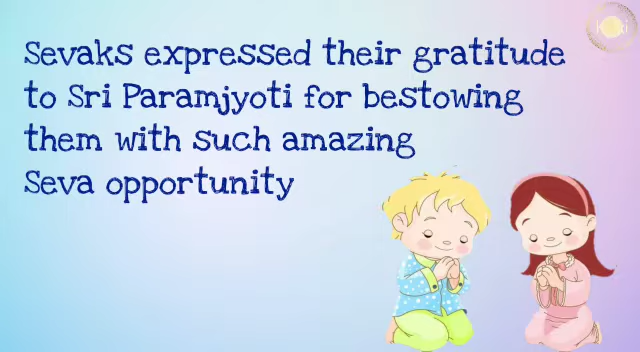 Sevaks expressed their gratitude
to Sri Paramjyoti for bestowing
them with such amazing
Seva opportunity